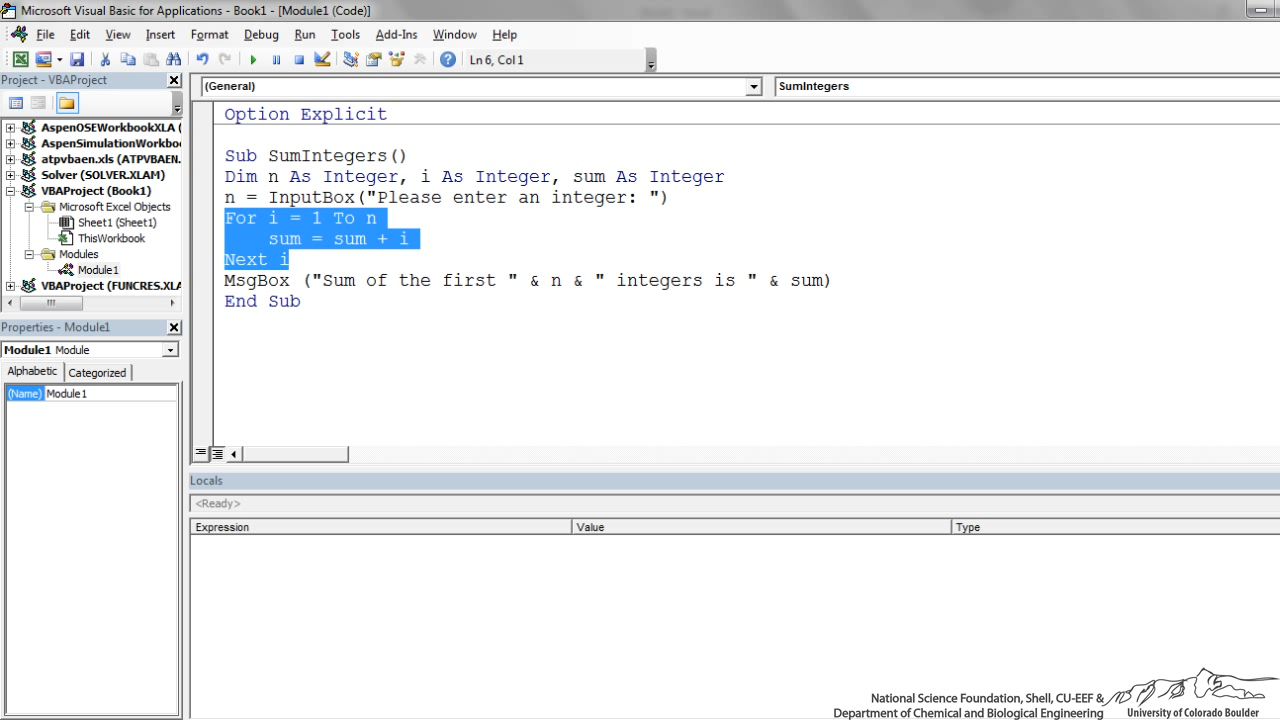 Microsoft Visual Basic for Applications - Book1 - [Module1 (Code)]
File Edit View Insert Format Debug Run Tools Add-Ins Window Help
Ln 6, Col 1
Project - VBAProject
(General)
SumIntegers
AspenOSEWorkbookXLA (
AspenSimulationWorkbo
atpvbaen.xls (ATPVBAEN.
Solver (SOLVER.XLAM)
VBAProject (Book1)
Microsoft Excel Objects
Sheet1 (Sheet1)
ThisWorkbook
Modules
Module1
VBAProject (FUNCRES.XLA
Option Explicit
Sub SumIntegers()
Dim n As Integer, i As Integer, sum As Integer
n = InputBox("Please enter an integer: ")
For i = 1 To n
sum = sum + i
Next i
MsgBox ("Sum of the first " & n & " integers is " & sum)
End Sub
Properties - Module1
Module1 Module
Alphabetic Categorized
(Name) Module1
Locals
<Ready>
Expression Value Type
National Science Foundation, Shell, CU-EEF &
Department of Chemical and Biological Engineering
University of Colorado Boulder